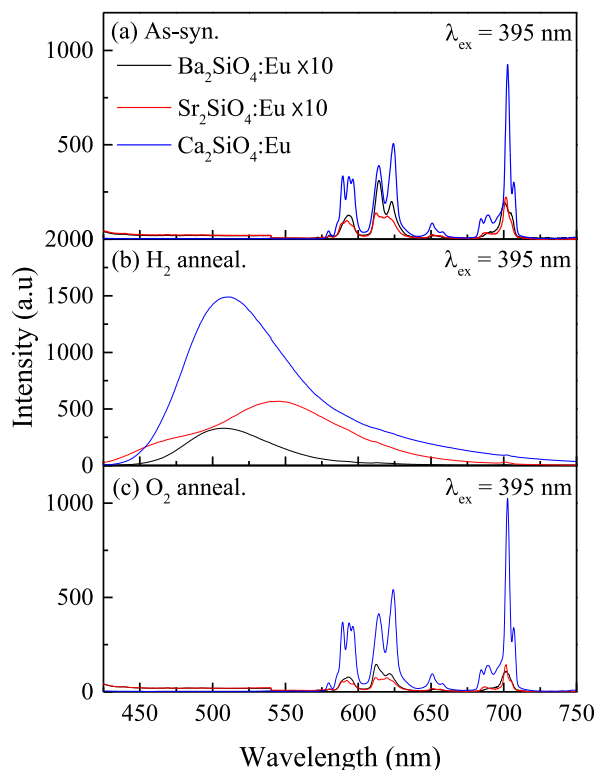 (a) As-syn. λex = 395 nm
Ba₂SiO₄:Eu ×10
Sr₂SiO₄:Eu ×10
Ca₂SiO₄:Eu
1000
500
2000
(b) H₂ anneal. λex = 395 nm
1500
1000
500
0
(c) O₂ anneal. λex = 395 nm
1000
500
0
Intensity (a.u)
450 500 550 600 650 700 750
Wavelength (nm)